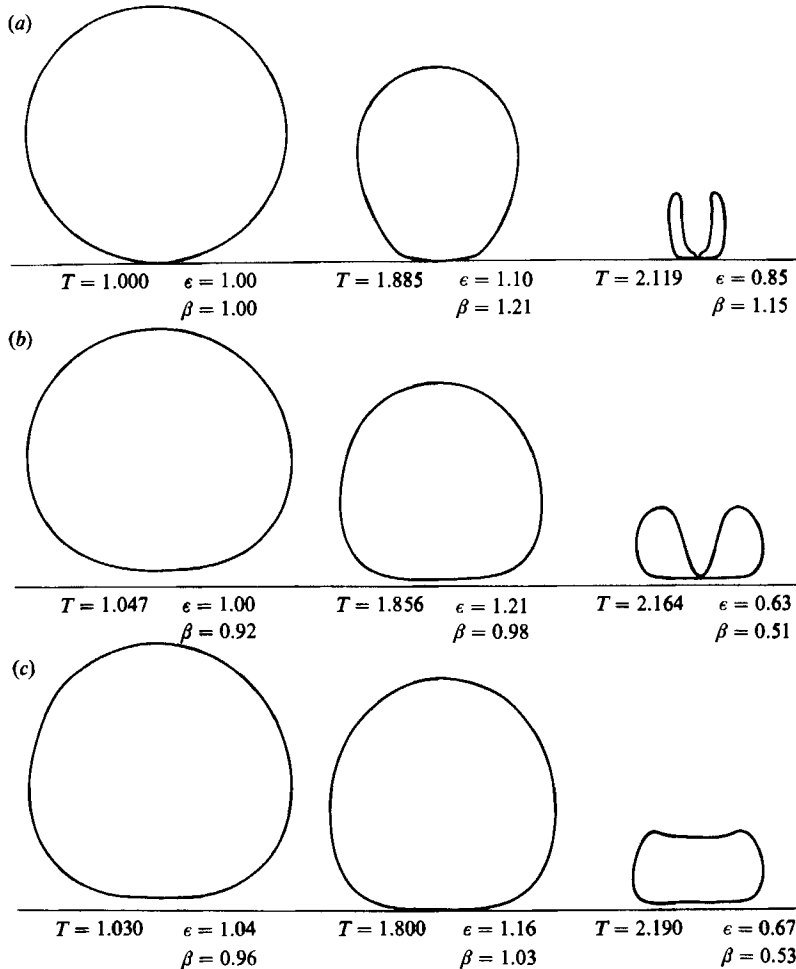 (a)
T = 1.000 ϵ = 1.00 T = 1.885 ϵ = 1.10 T = 2.119 ϵ = 0.85
β = 1.00 β = 1.21 β = 1.15
(b)
T = 1.047 ϵ = 1.00 T = 1.856 ϵ = 1.21 T = 2.164 ϵ = 0.63
β = 0.92 β = 0.98 β = 0.51
(c)
T = 1.030 ϵ = 1.04 T = 1.800 ϵ = 1.16 T = 2.190 ϵ = 0.67
β = 0.96 β = 1.03 β = 0.53